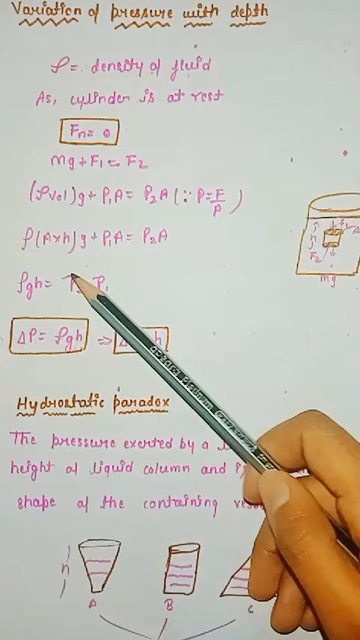 Variation of pressure with depth
ρ = density of fluid
As, cylinder is at rest
Fn = 0
mg + F₁ = F₂
(ρVol)g + P₁A = P₂A (∵ P = F/A)
ρ(A×h)g + P₁A = P₂A
F₂
mg
ρgh = P₁
ΔP = ρgh ⇒ h
Hydrostatic paradox
The pressure exerted by a
height of liquid column and
shape of the containing
h
A B C